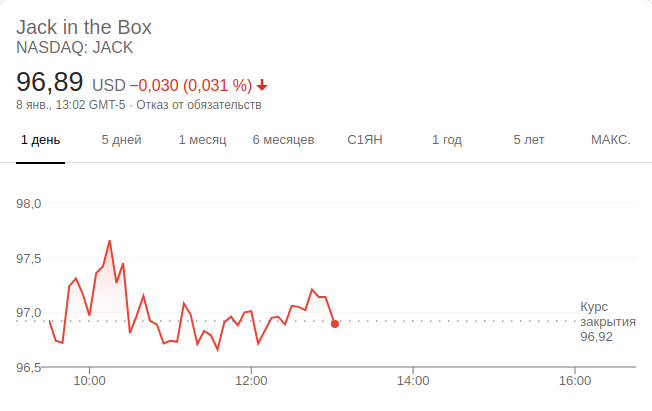 Jack in the Box
NASDAQ: JACK
96,89 USD −0,030 (0,031 %)
8 янв., 13:02 GMT-5 · Отказ от обязательств
1 день 5 дней 1 месяц 6 месяцев С1ЯН 1 год 5 лет МАКС.
98,0
97,5
97,0
96,5
Курс
закрытия
96,92
10:00 12:00 14:00 16:00